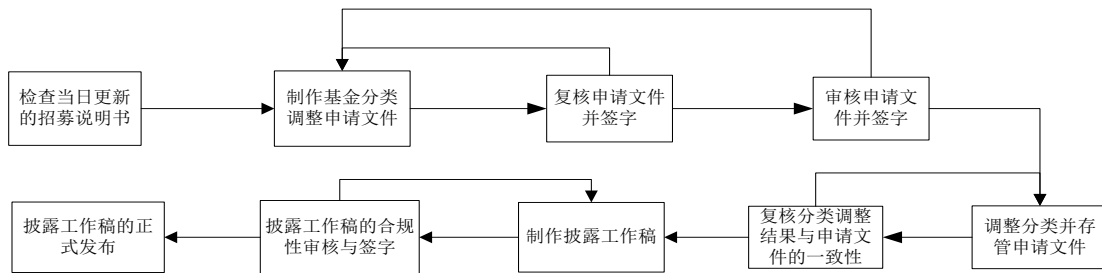 检查当日更新
的招募说明书
制作基金分类
调整申请文件
复核申请文件
并签字
审核申请文
件并签字
披露工作稿的正
式发布
披露工作稿的合规
性审核与签字
制作披露工作稿
复核分类调整
结果与申请文
件的一致性
调整分类并存
管申请文件